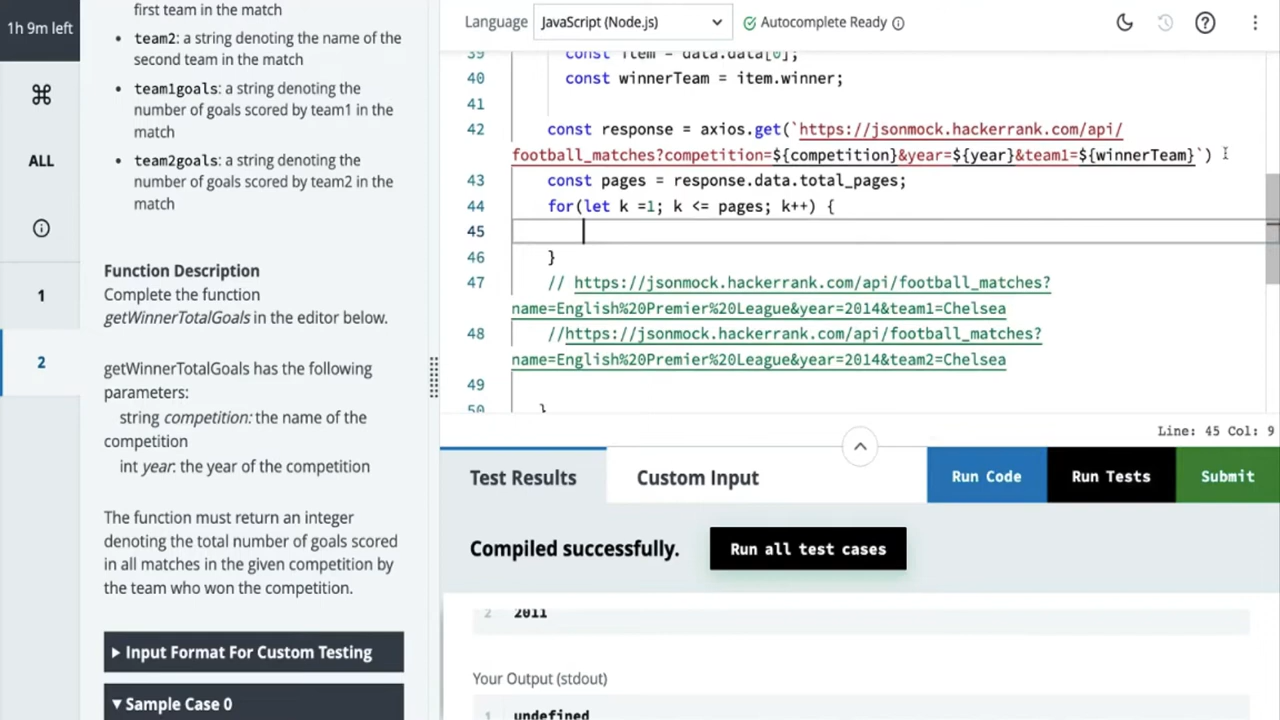 1h 9m left
ALL
1
2
first team in the match
team2: a string denoting the name of the
second team in the match
team1goals: a string denoting the
number of goals scored by team1 in the
match
team2goals: a string denoting the
number of goals scored by team2 in the
match
Function Description
Complete the function
getWinnerTotalGoals in the editor below.
getWinnerTotalGoals has the following
parameters:
string competition: the name of the
competition
int year: the year of the competition
The function must return an integer
denoting the total number of goals scored
in all matches in the given competition by
the team who won the competition.
Input Format For Custom Testing
Sample Case 0
Language JavaScript (Node.js) Autocomplete Ready
39 const item = data.data[0];
40 const winnerTeam = item.winner;
41
42 const response = axios.get(`https://jsonmock.hackerrank.com/api/
football_matches?competition=${competition}&year=${year}&team1=${winnerTeam}`)
43 const pages = response.data.total_pages;
44 for(let k =1; k <= pages; k++) {
45
46 }
47 // https://jsonmock.hackerrank.com/api/football_matches?
name=English%20Premier%20League&year=2014&team1=Chelsea
48 //https://jsonmock.hackerrank.com/api/football_matches?
name=English%20Premier%20League&year=2014&team2=Chelsea
49
50 }
Line: 45 Col: 9
Test Results Custom Input Run Code Run Tests Submit
Compiled successfully. Run all test cases
2 2011
Your Output (stdout)
1 undefined